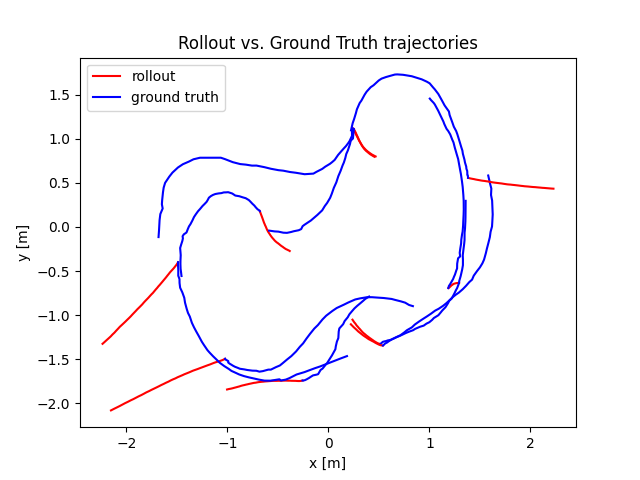 Rollout vs. Ground Truth trajectories
rollout
ground truth
1.5
1.0
0.5
0.0
−0.5
−1.0
−1.5
−2.0
y [m]
−2 −1 0 1 2
x [m]